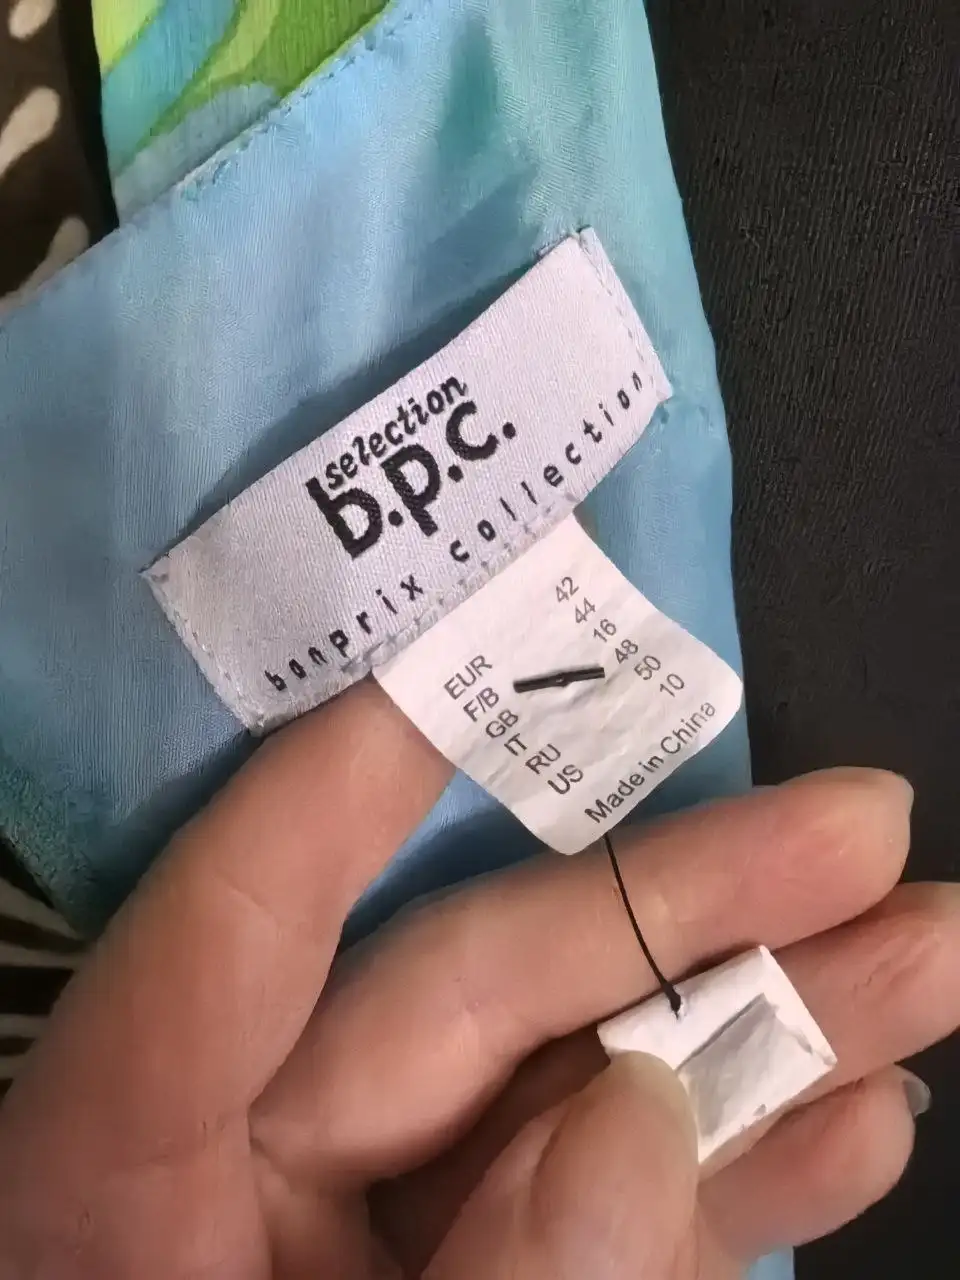 selection
b.p.c.
bonprix collection
EUR 42
F/B 44
GB 16
IT 48
RU 50
US 10
Made in China